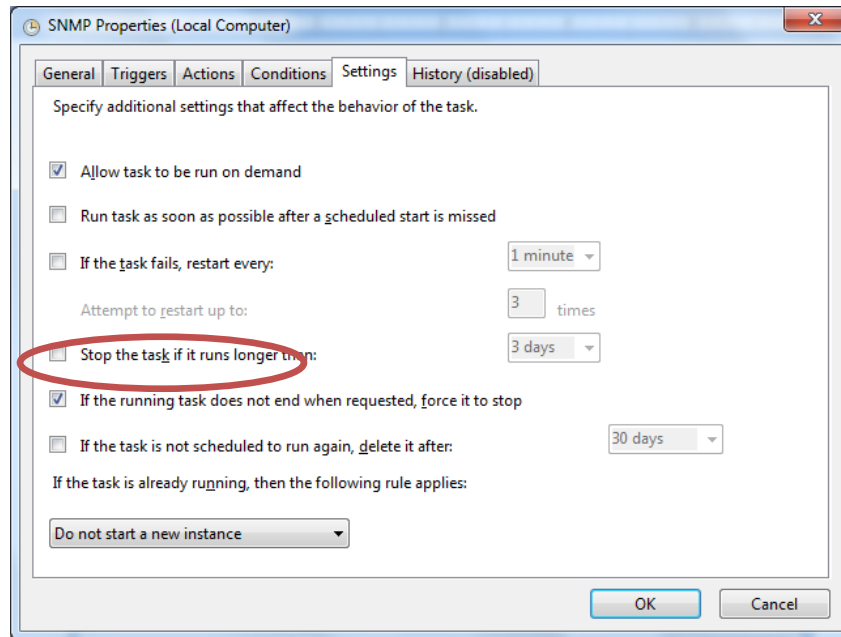 SNMP Properties (Local Computer)
General Triggers Actions Conditions Settings History (disabled)
Specify additional settings that affect the behavior of the task.
Allow task to be run on demand
Run task as soon as possible after a scheduled start is missed
If the task fails, restart every: 1 minute
Attempt to restart up to: 3 times
Stop the task if it runs longer than: 3 days
If the running task does not end when requested, force it to stop
If the task is not scheduled to run again, delete it after: 30 days
If the task is already running, then the following rule applies:
Do not start a new instance
OK Cancel